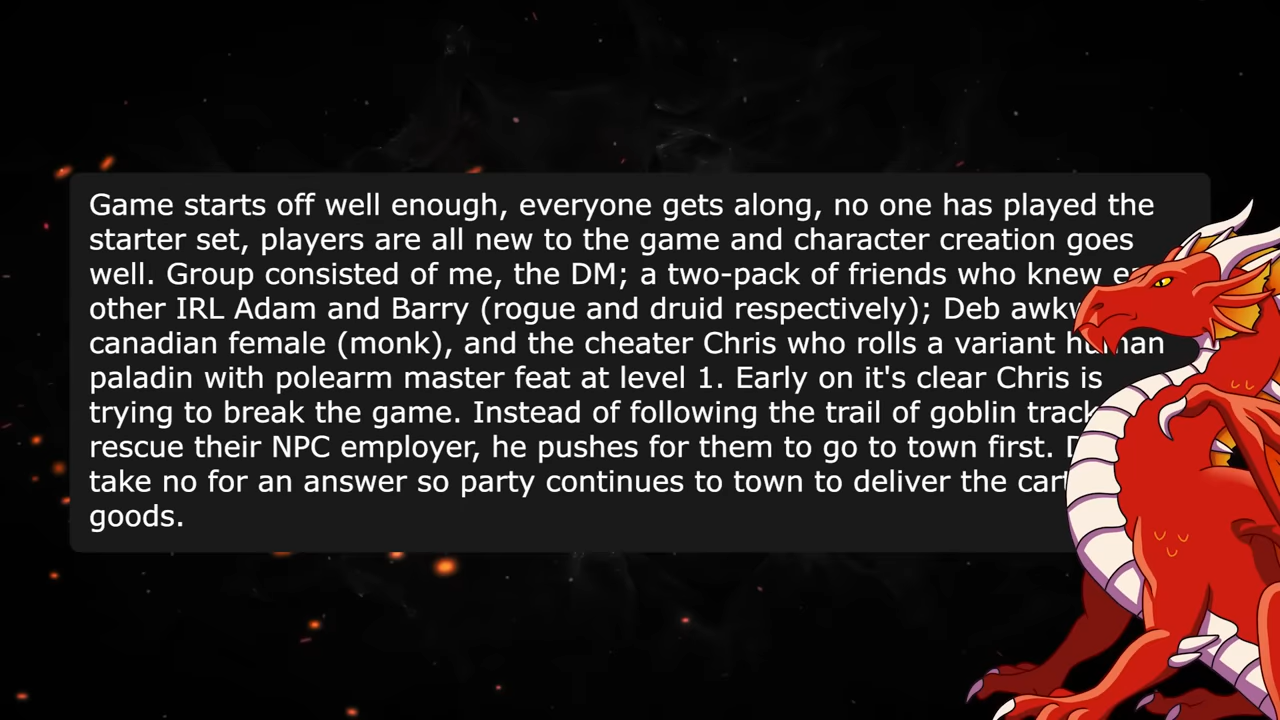 Game starts off well enough, everyone gets along, no one has played the
starter set, players are all new to the game and character creation goes
well. Group consisted of me, the DM; a two-pack of friends who knew
other IRL Adam and Barry (rogue and druid respectively); Deb
canadian female (monk), and the cheater Chris who rolls a variant human
paladin with polearm master feat at level 1. Early on it's clear Chris is
trying to break the game. Instead of following the trail of goblin
rescue their NPC employer, he pushes for them to go to town first.
take no for an answer so party continues to town to deliver the
goods.